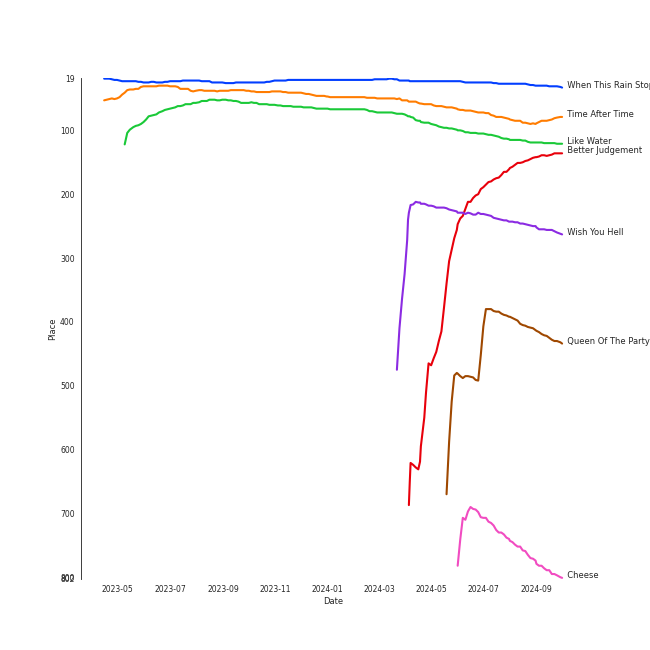 19
When This Rain Stop
Time After Time
100
Like Water
Better Judgement
200
Wish You Hell
300
Place
Queen Of The Party
400
500
600
700
Cheese
802
2023-05 2023-07 2023-09 2023-11 2024-01 2024-03 2024-05 2024-07 2024-09
Date